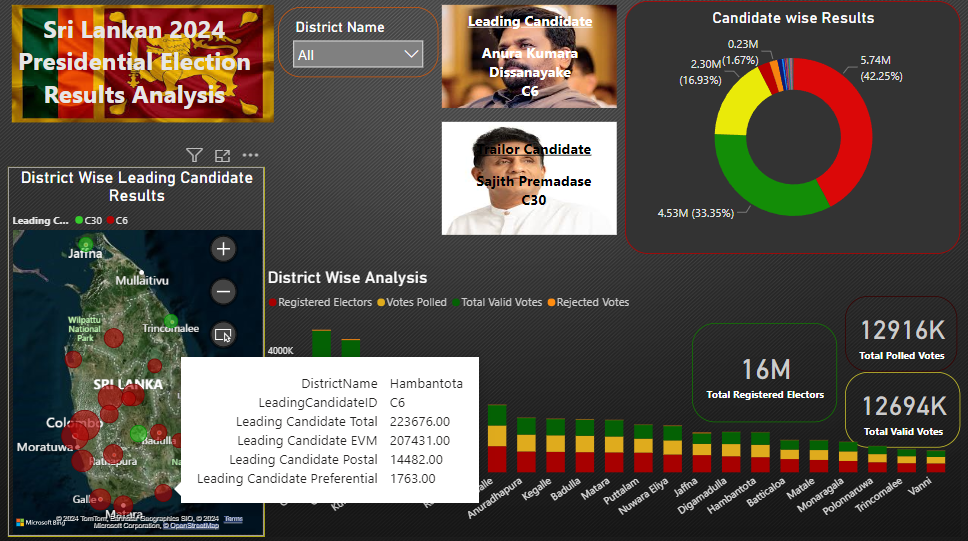 Sri Lankan 2024
Presidential Election
Results Analysis
District Name
All
Leading Candidate
Anura Kumara
Dissanayake
C6
Trailor Candidate
Sajith Premadase
C30
Candidate wise Results
0.23M
(1.67%)
2.30M
(16.93%)
5.74M
(42.25%)
4.53M (33.35%)
District Wise Leading Candidate
Results
Leading C... C30 C6
Jaffna
Mullaitivu
Wilpattu
National
Park
Trincomalee
SRI LANKA
Colombo
Moratuwa
Badulla
Ratnapura
Galle
Matara
Microsoft Bing
© 2024 TomTom, Earthstar Geographics SIO, © 2024
Microsoft Corporation, © OpenStreetMap
Terms
District Wise Analysis
Registered Electors Votes Polled Total Valid Votes Rejected Votes
4000K
DistrictName Hambantota
LeadingCandidateID C6
Leading Candidate Total 223676.00
Leading Candidate EVM 207431.00
Leading Candidate Postal 14482.00
Leading Candidate Preferential 1763.00
16M
Total Registered Electors
12916K
Total Polled Votes
12694K
Total Valid Votes
Anuradhapura
Kegalle
Badulla
Matara
Puttalam
Nuwara Eliya
Jaffna
Digamadulla
Hambantota
Batticaloa
Matale
Monaragala
Polonnaruwa
Trincomalee
Vanni